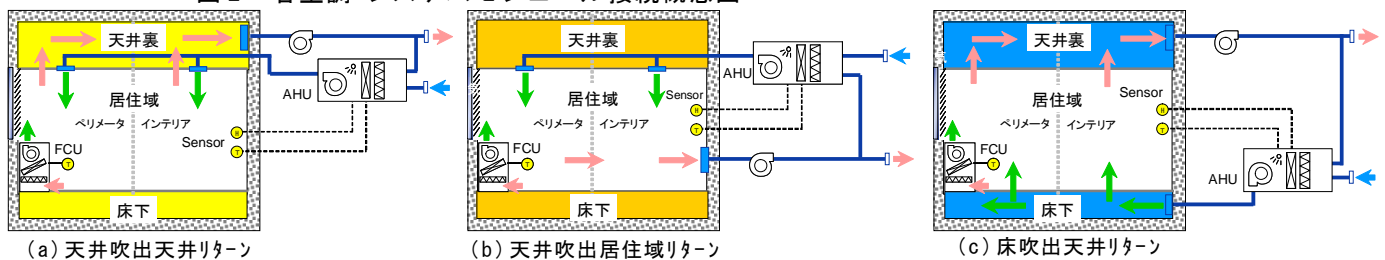 天井裏
AHU
居住域
ペリメータ インテリア
Sensor
H
T
FCU
T
床下
(a) 天井吹出天井リターン
天井裏
AHU
居住域
Sensor
ペリメータ インテリア
H
T
FCU
T
床下
(b) 天井吹出居住域リターン
天井裏
居住域
Sensor
ペリメータ インテリア
H
T
FCU
T
AHU
床下
(c) 床吹出天井リターン